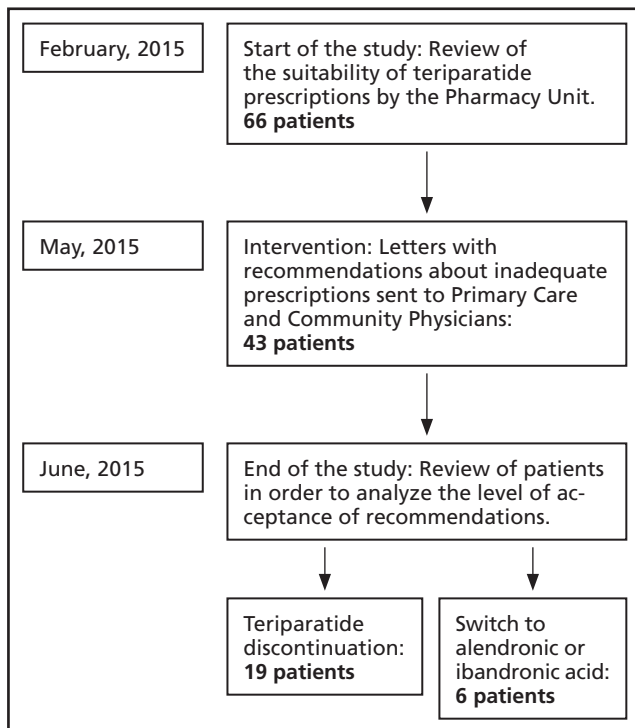 February, 2015
Start of the study: Review of
the suitability of teriparatide
prescriptions by the Pharmacy Unit.
66 patients
May, 2015
Intervention: Letters with
recommendations about inadequate
prescriptions sent to Primary Care
and Community Physicians:
43 patients
June, 2015
End of the study: Review of patients
in order to analyze the level of ac-
ceptance of recommendations.
Teriparatide
discontinuation:
19 patients
Switch to
alendronic or
ibandronic acid:
6 patients